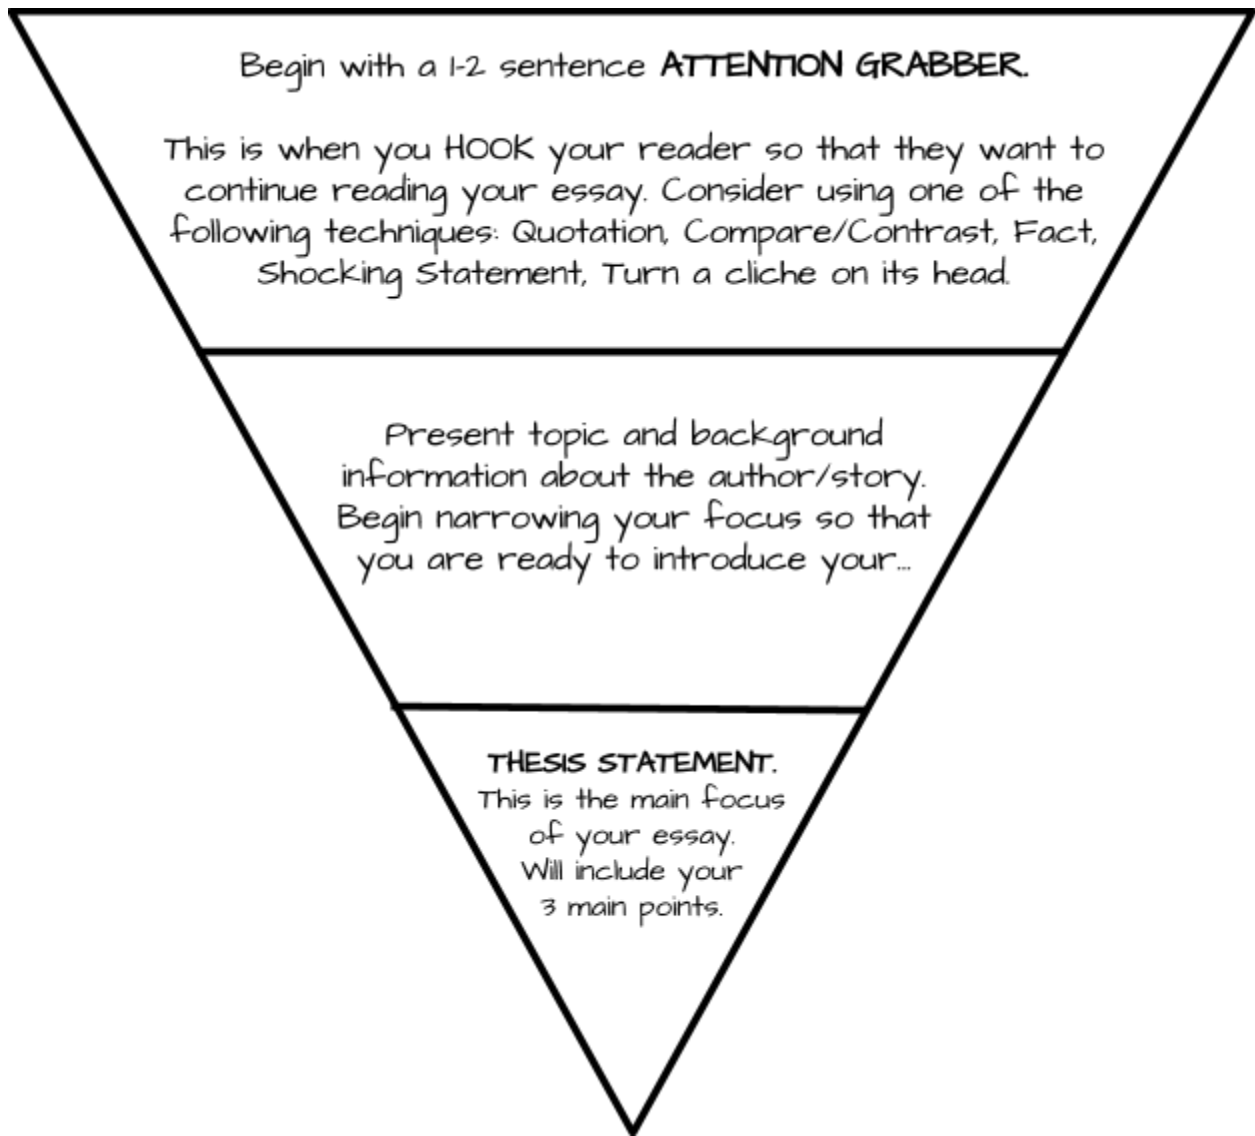 Begin with a 1-2 sentence ATTENTION GRABBER.
This is when you HOOK your reader so that they want to
continue reading your essay. Consider using one of the
following techniques: Quotation, Compare/Contrast, Fact,
Shocking Statement, Turn a cliche on its head.
Present topic and background
information about the author/story.
Begin narrowing your focus so that
you are ready to introduce your...
THESIS STATEMENT.
This is the main focus
of your essay.
Will include your
3 main points.